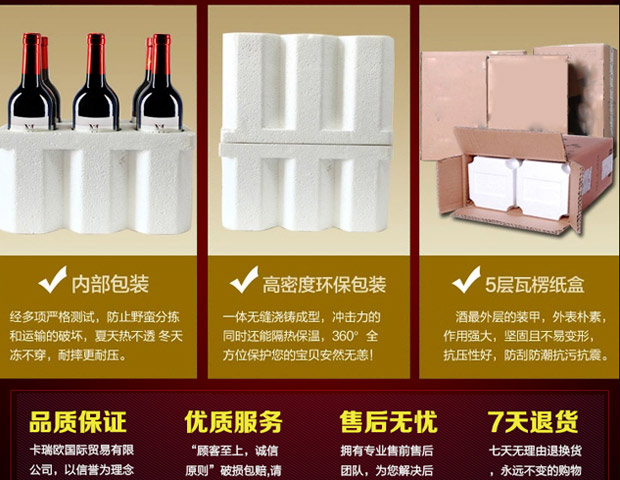 内部包装
经多项严格测试，防止野蛮分拣
和运输的破坏，夏天热不透 冬天
冻不穿，耐摔更耐压。
高密度环保包装
一体无缝浇铸成型，冲击力的
同时还能隔热保温，360°全
方位保护您的宝贝安然无恙！
5层瓦楞纸盒
酒最外层的装甲，外表朴素，
作用强大，坚固且不易变形，
抗压性好，防刮防潮抗污抗震。
品质保证
卡瑞欧国际贸易有限
公司，以信誉为理念
优质服务
“顾客至上，诚信
原则”破损包赔,请
售后无忧
拥有专业售前售后
团队，为您解决后
7天退货
七天无理由退换货
，永远不变的购物